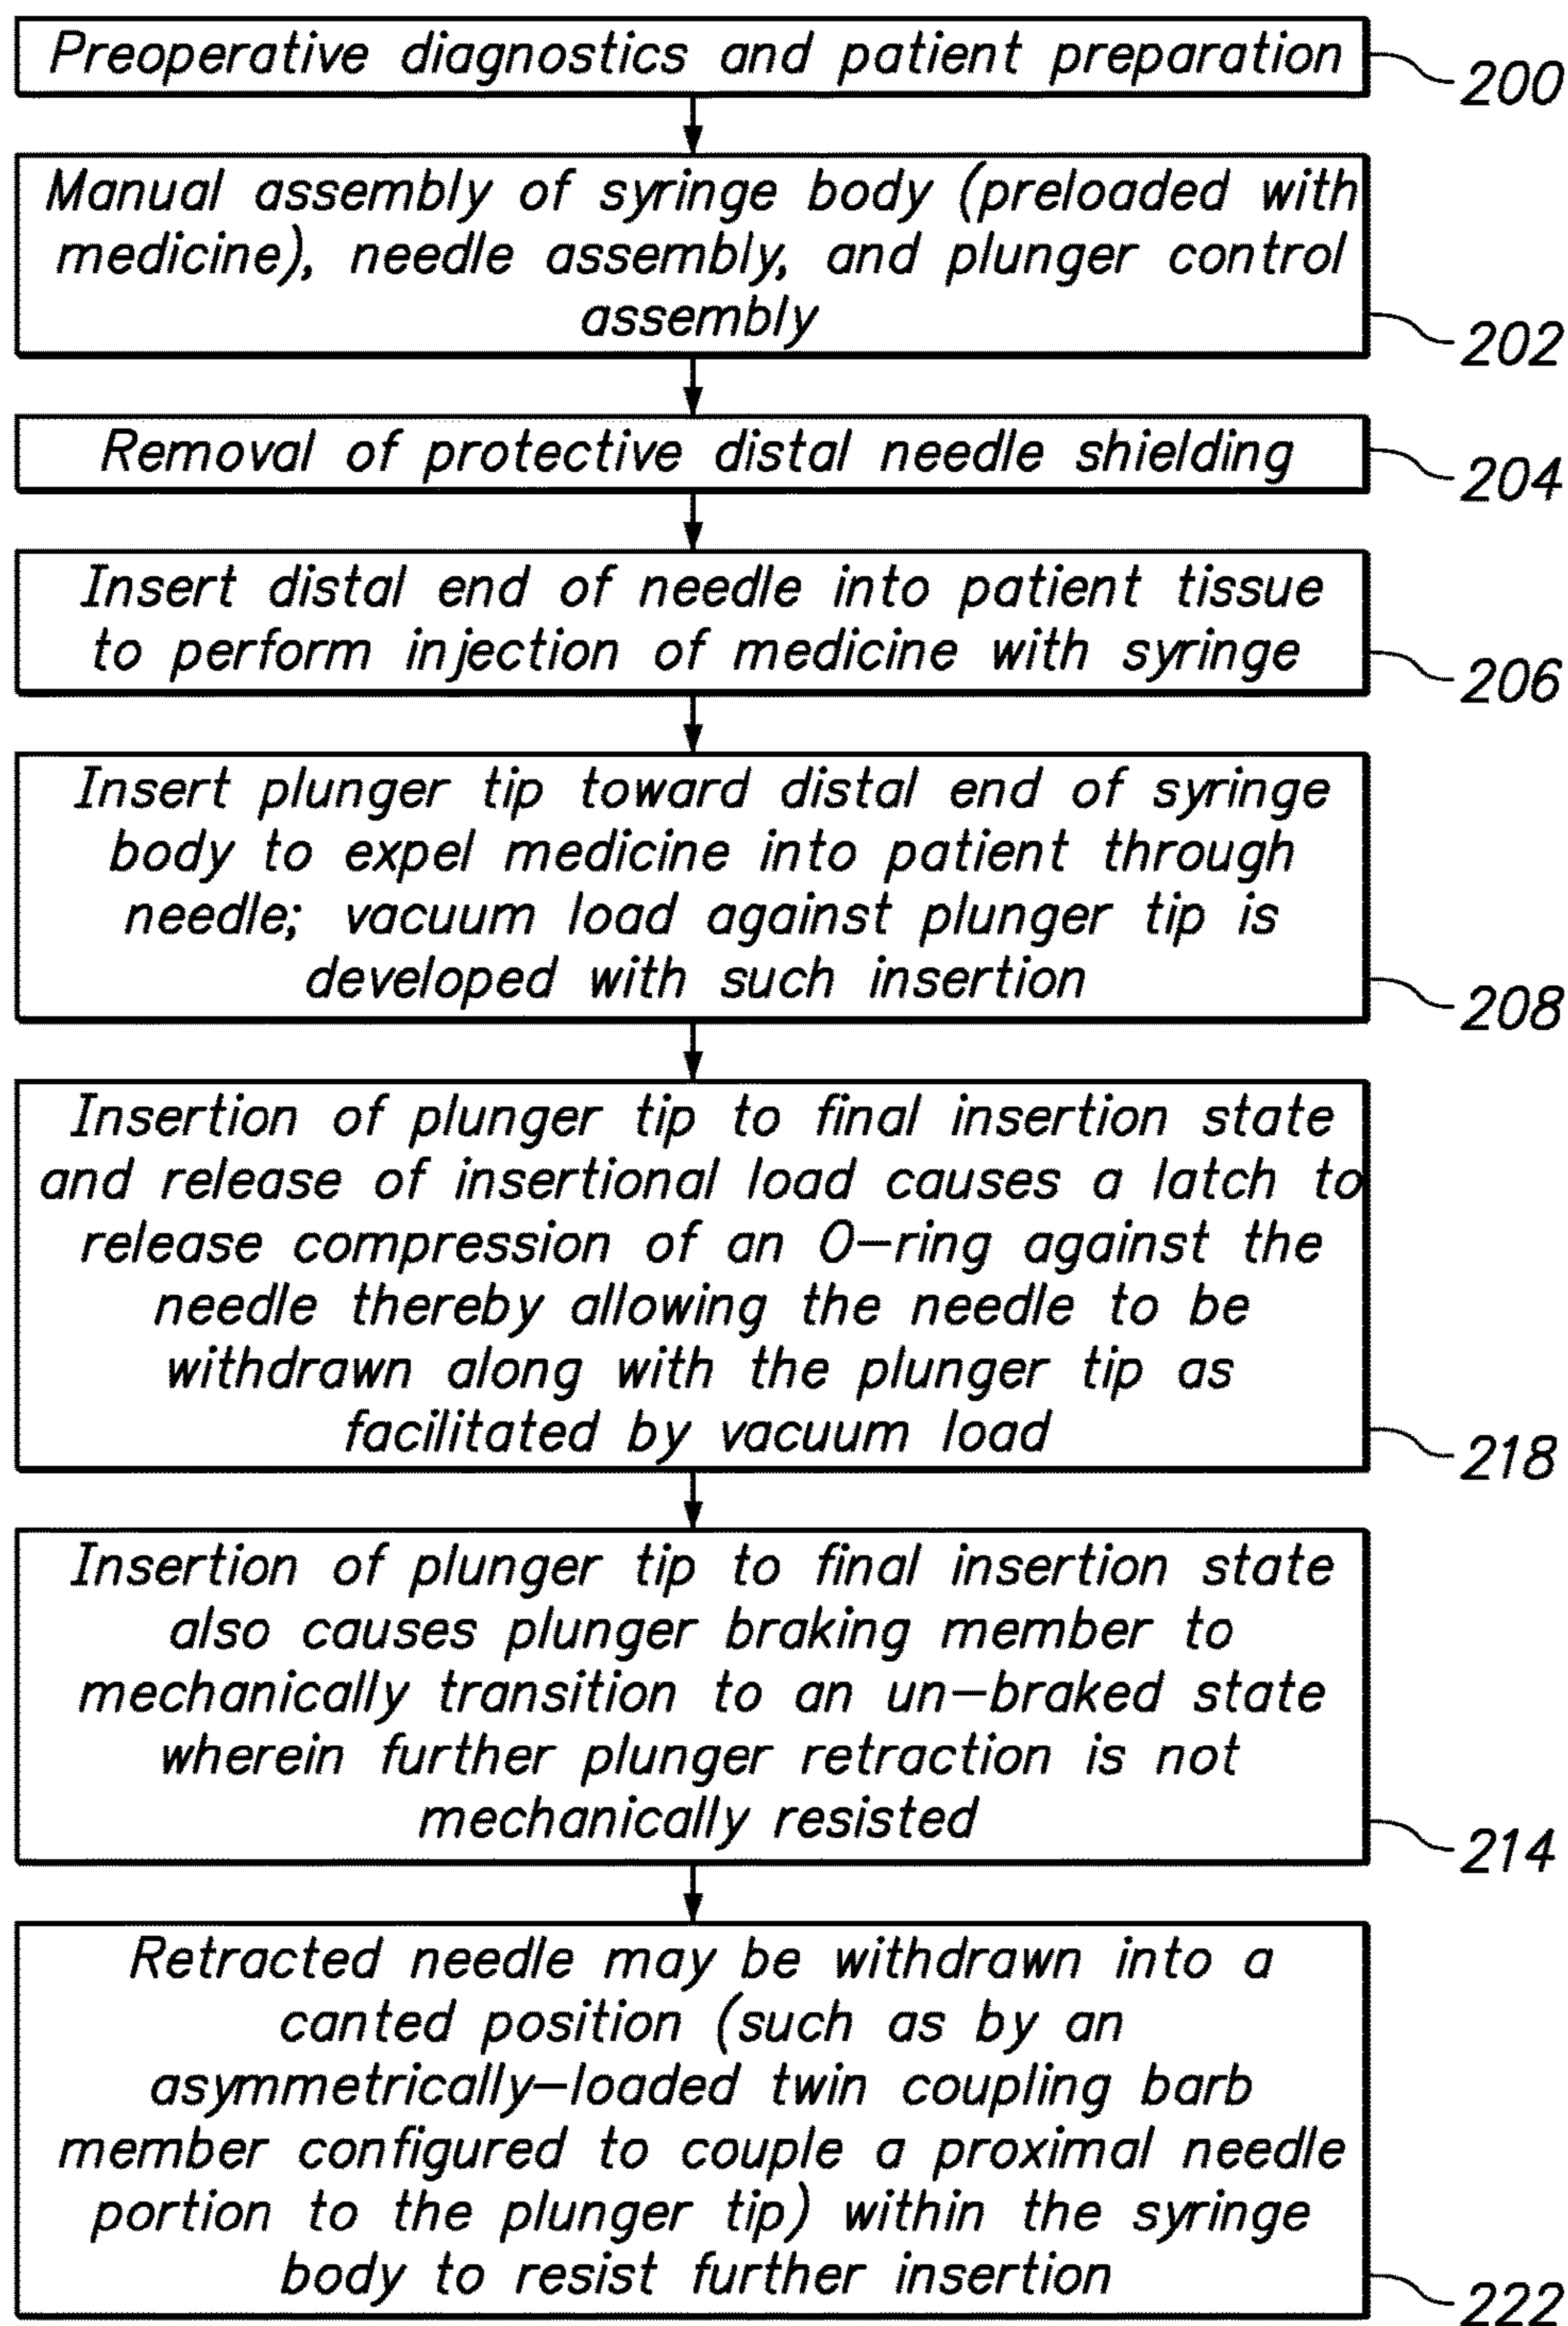 Preoperative diagnostics and patient preparation
200
Manual assembly of syringe body (preloaded with
medicine), needle assembly, and plunger control
assembly
202
Removal of protective distal needle shielding
204
Insert distal end of needle into patient tissue
to perform injection of medicine with syringe
206
Insert plunger tip toward distal end of syringe
body to expel medicine into patient through
needle; vacuum load against plunger tip is
developed with such insertion
208
Insertion of plunger tip to final insertion state
and release of insertional load causes a latch to
release compression of an O-ring against the
needle thereby allowing the needle to be
withdrawn along with the plunger tip as
facilitated by vacuum load
218
Insertion of plunger tip to final insertion state
also causes plunger braking member to
mechanically transition to an un-braked state
wherein further plunger retraction is not
mechanically resisted
214
Retracted needle may be withdrawn into a
canted position (such as by an
asymmetrically-loaded twin coupling barb
member configured to couple a proximal needle
portion to the plunger tip) within the syringe
body to resist further insertion
222